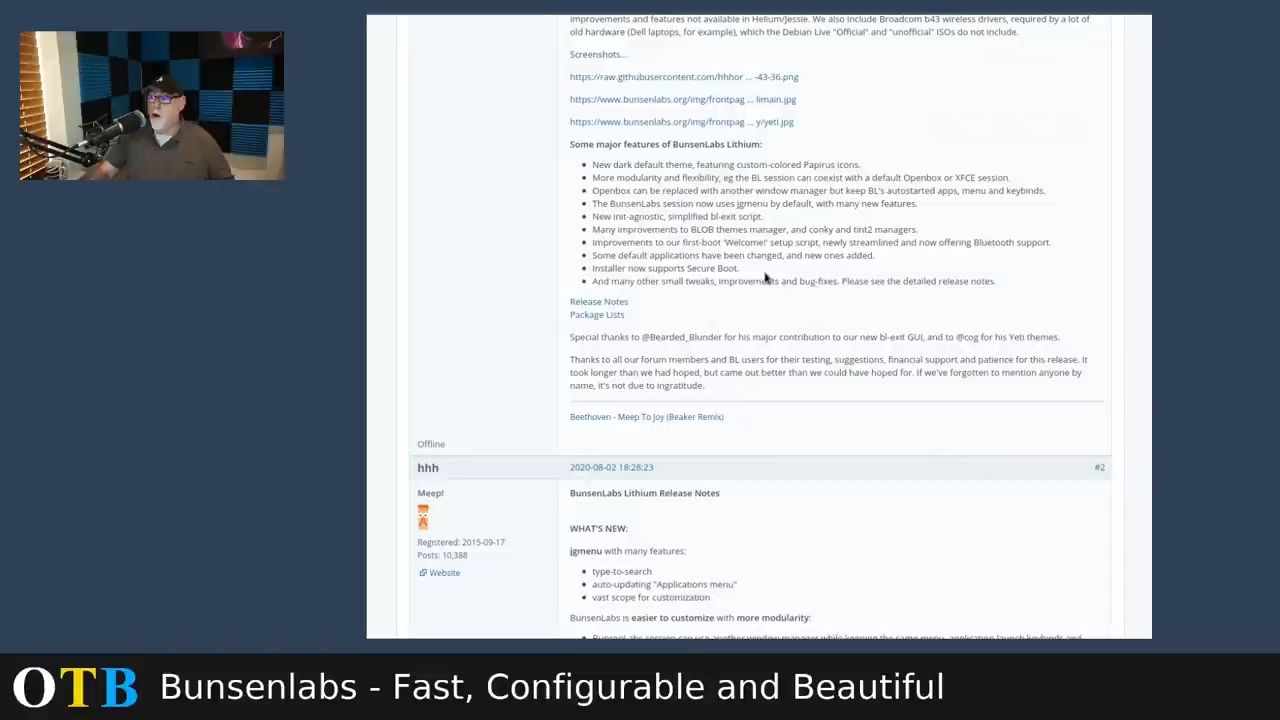 improvements and features not available in Helium/Jessie. We also include Broadcom b43 wireless drivers, required by a lot of
old hardware (Dell laptops, for example), which the Debian Live "Official" and "unofficial" ISOs do not include.
Screenshots...
https://raw.githubusercontent.com/hhhor ... -43-36.png
https://www.bunsenlabs.org/img/frontpag ... limain.jpg
https://www.bunsenlabs.org/img/frontpag ... y/yeti.jpg
Some major features of BunsenLabs Lithium:
New dark default theme, featuring custom-colored Papirus icons.
More modularity and flexibility, eg the BL session can coexist with a default Openbox or XFCE session.
Openbox can be replaced with another window manager but keep BL's autostarted apps, menu and keybinds.
The BunsenLabs session now uses jgmenu by default, with many new features.
New init-agnostic, simplified bl-exit script.
Many improvements to BLOB themes manager, and conky and tint2 managers.
Improvements to our first-boot 'Welcome!' setup script, newly streamlined and now offering Bluetooth support.
Some default applications have been changed, and new ones added.
Installer now supports Secure Boot.
And many other small tweaks, improvements and bug-fixes. Please see the detailed release notes.
Release Notes
Package Lists
Special thanks to @Bearded_Blunder for his major contribution to our new bl-exit GUI, and to @cog for his Yeti themes.
Thanks to all our forum members and BL users for their testing, suggestions, financial support and patience for this release. It
took longer than we had hoped, but came out better than we could have hoped for. If we've forgotten to mention anyone by
name, it's not due to ingratitude.
Beethoven - Meep To Joy (Beaker Remix)
Offline
hhh 2020-08-02 18:28:23 #2
Meep!
Registered: 2015-09-17
Posts: 10,388
Website
BunsenLabs Lithium Release Notes
WHAT'S NEW:
jgmenu with many features:
type-to-search
auto-updating "Applications menu"
vast scope for customization
BunsenLabs is easier to customize with more modularity:
BunsenLabs session can use another window manager while keeping the same menu, application launch keybinds and
OTB Bunsenlabs - Fast, Configurable and Beautiful